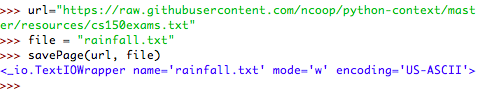 >>> url="https://raw.githubusercontent.com/ncoop/python-context/mast
er/resources/cs150exams.txt"
>>> file = "rainfall.txt"
>>> savePage(url, file)
<_io.TextIOWrapper name='rainfall.txt' mode='w' encoding='US-ASCII'>
>>>